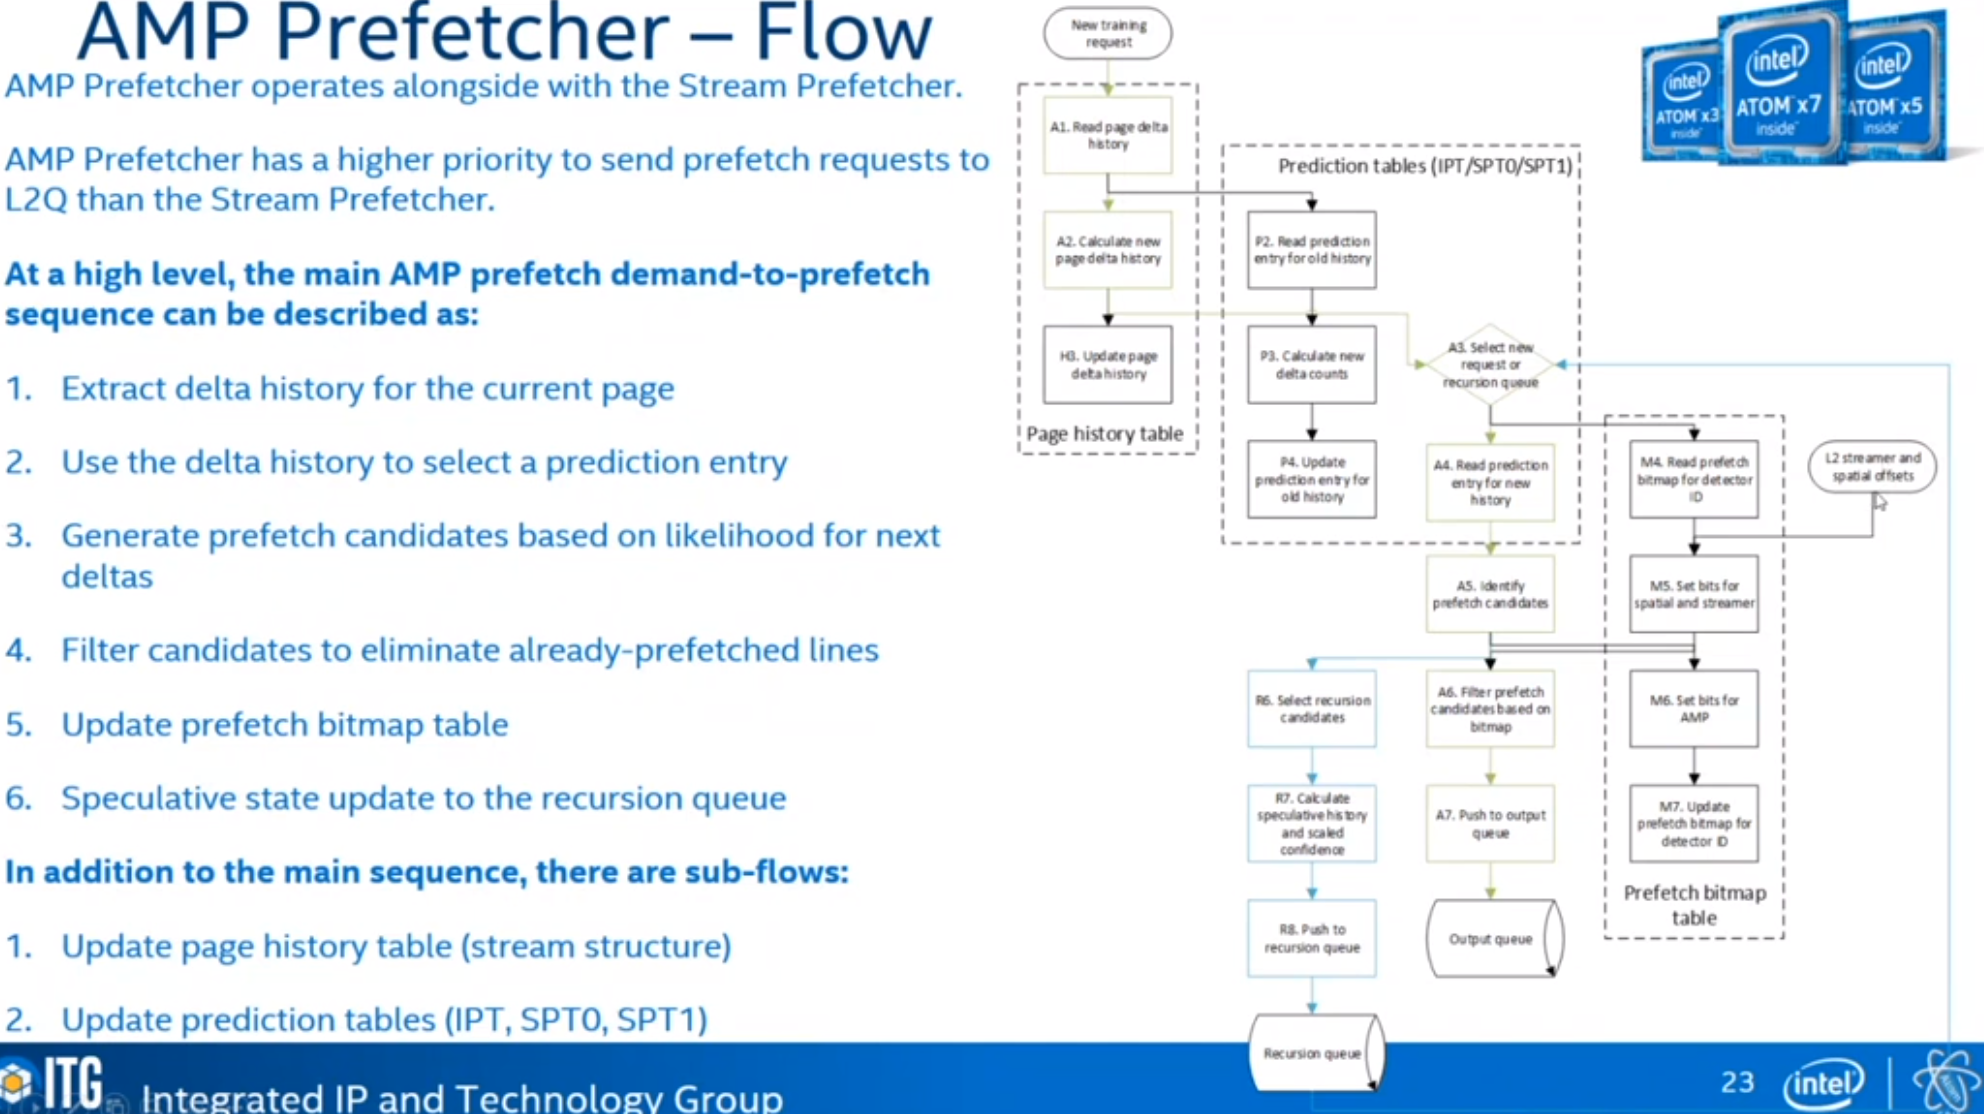 AMP Prefetcher – Flow
AMP Prefetcher operates alongside with the Stream Prefetcher.
AMP Prefetcher has a higher priority to send prefetch requests to
L2Q than the Stream Prefetcher.
At a high level, the main AMP prefetch demand-to-prefetch
sequence can be described as:
1. Extract delta history for the current page
2. Use the delta history to select a prediction entry
3. Generate prefetch candidates based on likelihood for next
deltas
4. Filter candidates to eliminate already-prefetched lines
5. Update prefetch bitmap table
6. Speculative state update to the recursion queue
In addition to the main sequence, there are sub-flows:
1. Update page history table (stream structure)
2. Update prediction tables (IPT, SPT0, SPT1)
New training
request
A1. Read page delta
history
A2. Calculate new
page delta history
H3. Update page
delta history
Page history table
Prediction tables (IPT/SPT0/SPT1)
P2. Read prediction
entry for old history
P3. Calculate new
delta counts
P4. Update
prediction entry for
old history
A3. Select new
request or
recursion queue
A4. Read prediction
entry for new
history
A5. Identify
prefetch candidates
M4. Read prefetch
bitmap for detector
ID
L2 streamer and
spatial offsets
M5. Set bits for
spatial and streamer
R6. Select recursion
candidates
A6. Filter prefetch
candidates based on
bitmap
M6. Set bits for
AMP
R7. Calculate
speculative history
and scaled
confidence
A7. Push to output
queue
M7. Update
prefetch bitmap for
detector ID
Prefetch bitmap
table
R8. Push to
recursion queue
Output queue
Recursion queue
intel
ATOM x3
inside
intel
ATOM x7
inside
intel
ATOM x5
inside
ITG
Integrated IP and Technology Group
23
intel